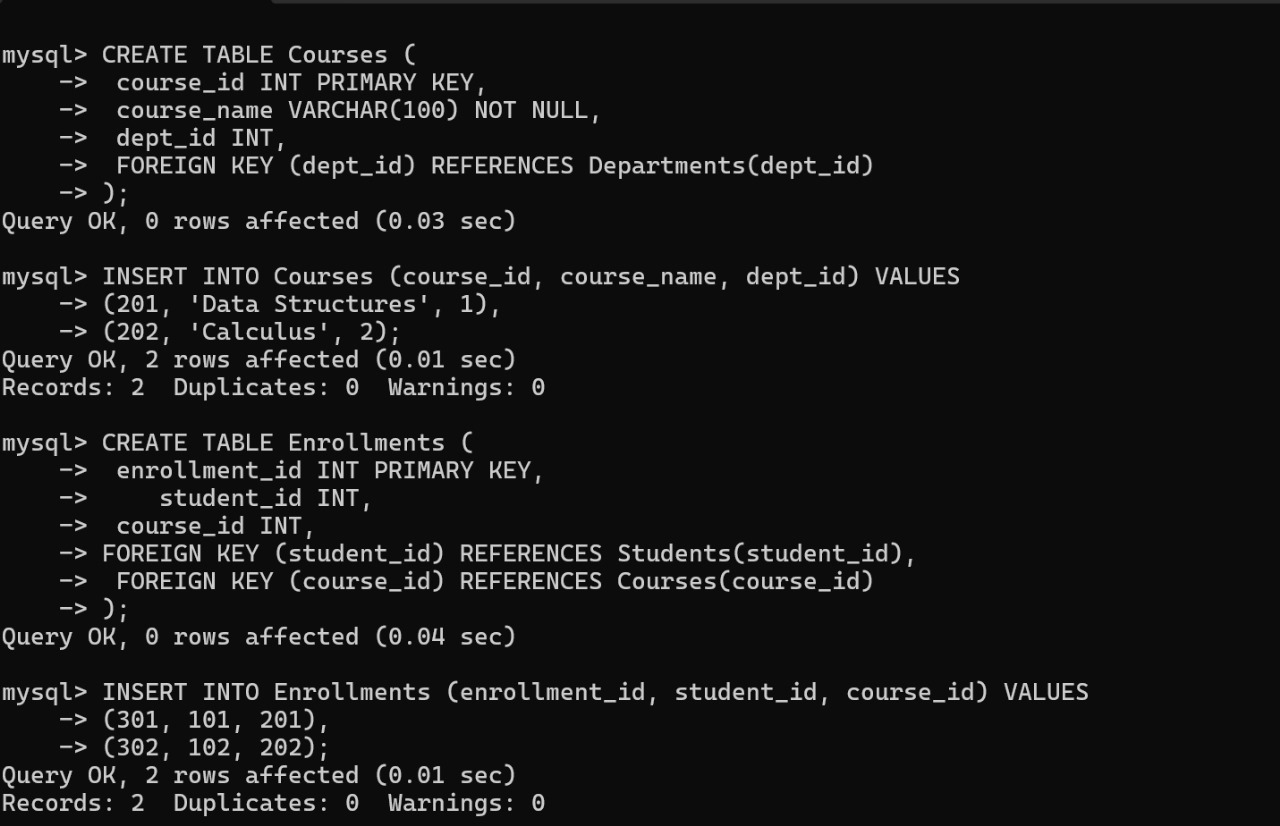 mysql> CREATE TABLE Courses (
    ->  course_id INT PRIMARY KEY,
    ->  course_name VARCHAR(100) NOT NULL,
    ->  dept_id INT,
    ->  FOREIGN KEY (dept_id) REFERENCES Departments(dept_id)
    -> );
Query OK, 0 rows affected (0.03 sec)

mysql> INSERT INTO Courses (course_id, course_name, dept_id) VALUES
    -> (201, 'Data Structures', 1),
    -> (202, 'Calculus', 2);
Query OK, 2 rows affected (0.01 sec)
Records: 2  Duplicates: 0  Warnings: 0

mysql> CREATE TABLE Enrollments (
    ->  enrollment_id INT PRIMARY KEY,
    ->     student_id INT,
    ->  course_id INT,
    -> FOREIGN KEY (student_id) REFERENCES Students(student_id),
    ->  FOREIGN KEY (course_id) REFERENCES Courses(course_id)
    -> );
Query OK, 0 rows affected (0.04 sec)

mysql> INSERT INTO Enrollments (enrollment_id, student_id, course_id) VALUES
    -> (301, 101, 201),
    -> (302, 102, 202);
Query OK, 2 rows affected (0.01 sec)
Records: 2  Duplicates: 0  Warnings: 0